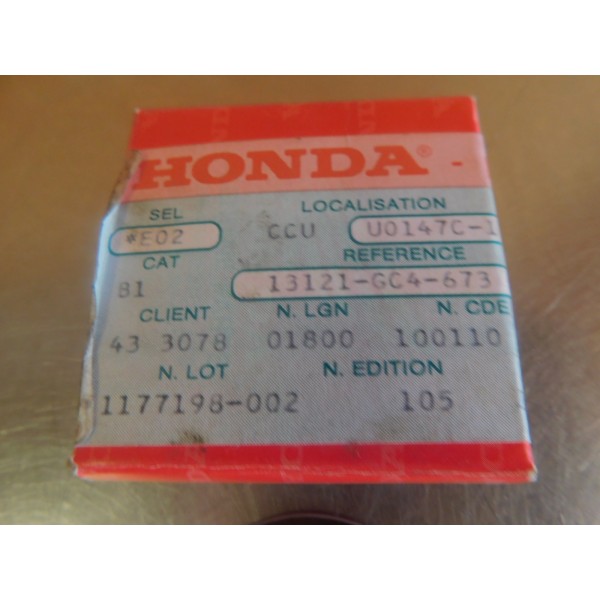 HONDA® -
SEL LOCALISATION
*E02 CCU U0147C-1
CAT REFERENCE
B1 13121-GC4-673
CLIENT N. LGN N. CDE
43 3078 01800 100110
N. LOT N. EDITION
1177198-002 105